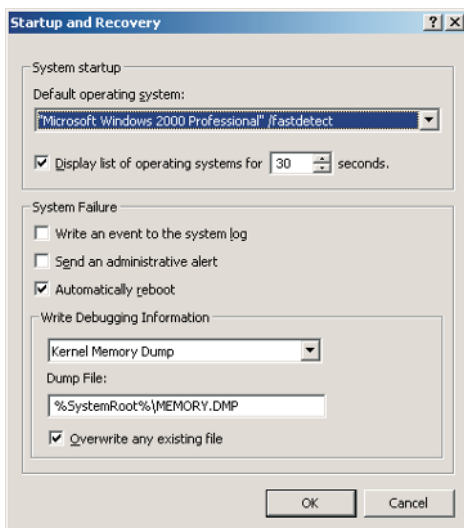 Startup and Recovery
System startup
Default operating system:
"Microsoft Windows 2000 Professional" /fastdetect
Display list of operating systems for 30 seconds.
System Failure
Write an event to the system log
Send an administrative alert
Automatically reboot
Write Debugging Information
Kernel Memory Dump
Dump File:
%SystemRoot%\MEMORY.DMP
Overwrite any existing file
OK Cancel